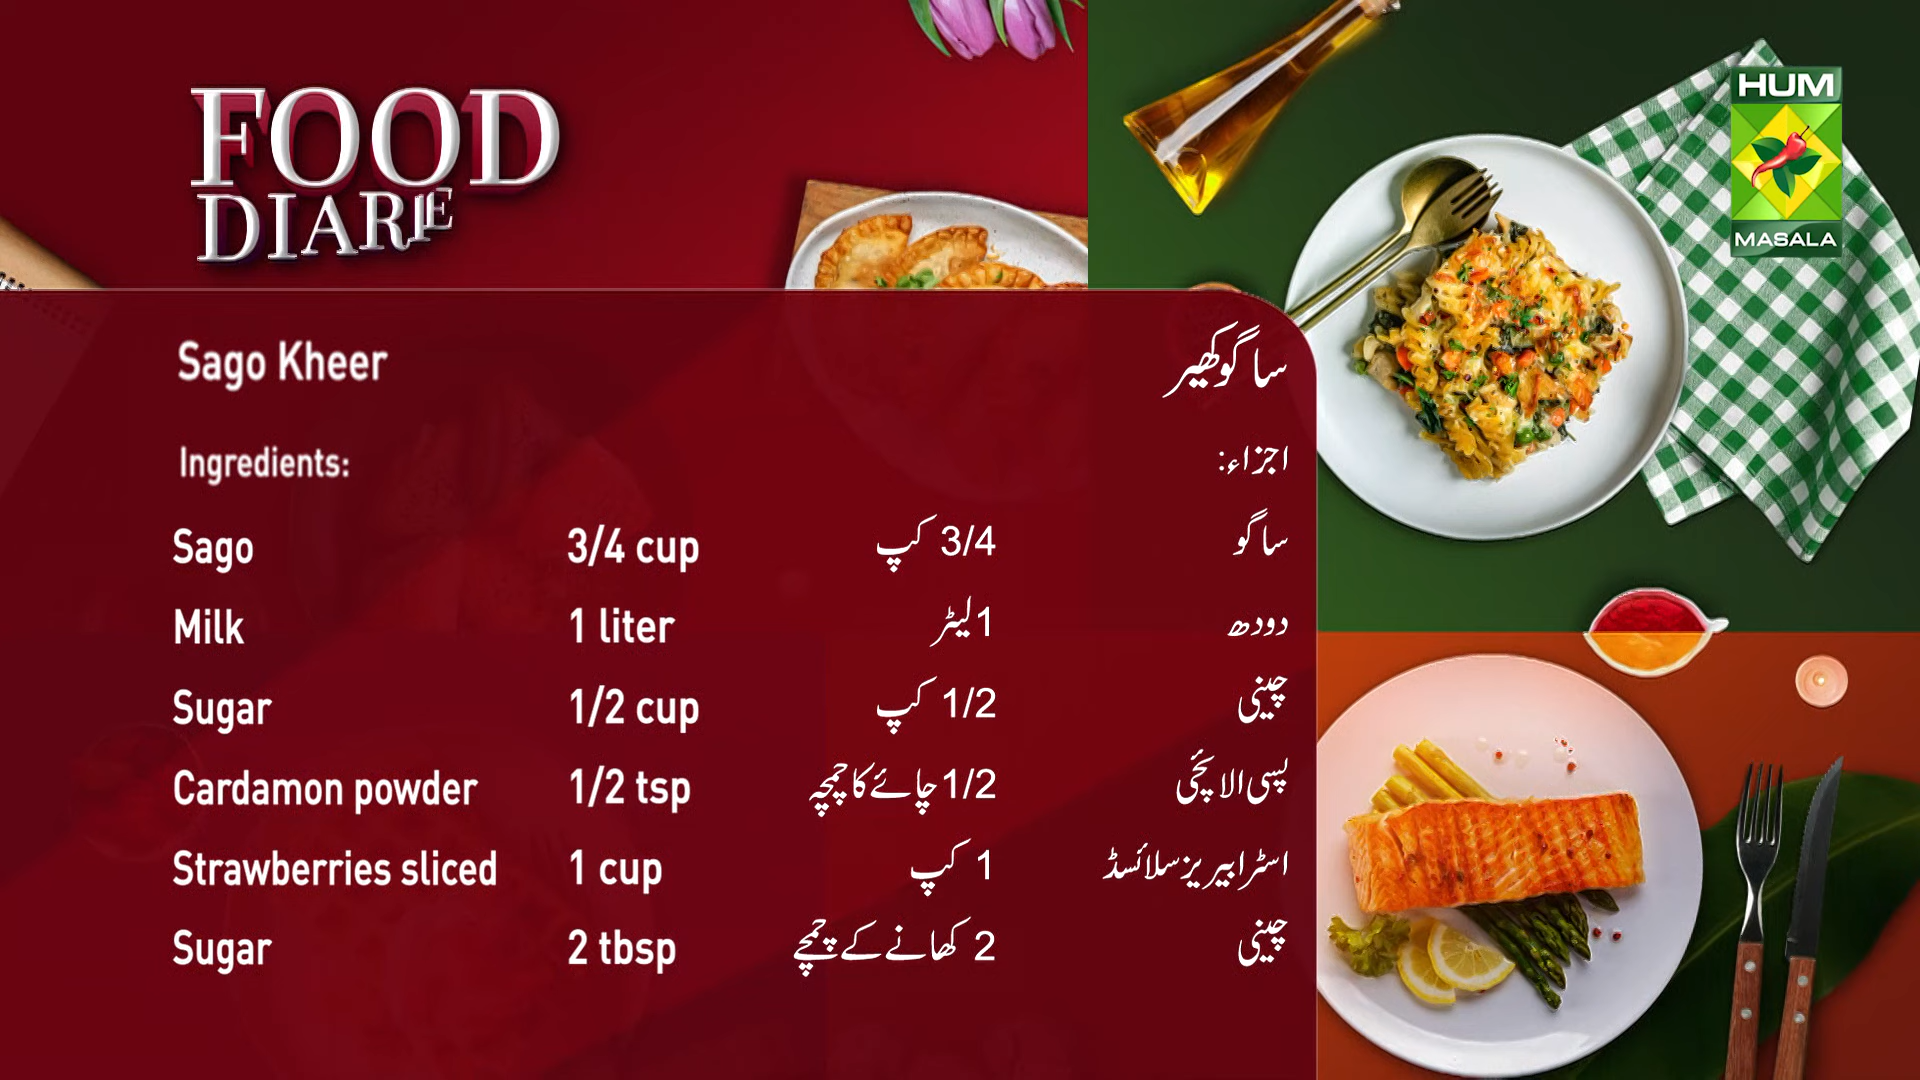 FOOD
DIARIE
HUM
MASALA
Sago Kheer ساگو کھیر
Ingredients: اجزاء:
Sago 3/4 cup 3/4 کپ ساگو
Milk 1 liter 1 لیٹر دودھ
Sugar 1/2 cup 1/2 کپ چینی
Cardamon powder 1/2 tsp 1/2 چائے کا چمچہ پسی الائچی
Strawberries sliced 1 cup 1 کپ اسٹرابیریز سلائسڈ
Sugar 2 tbsp 2 کھانے کے چمچے چینی